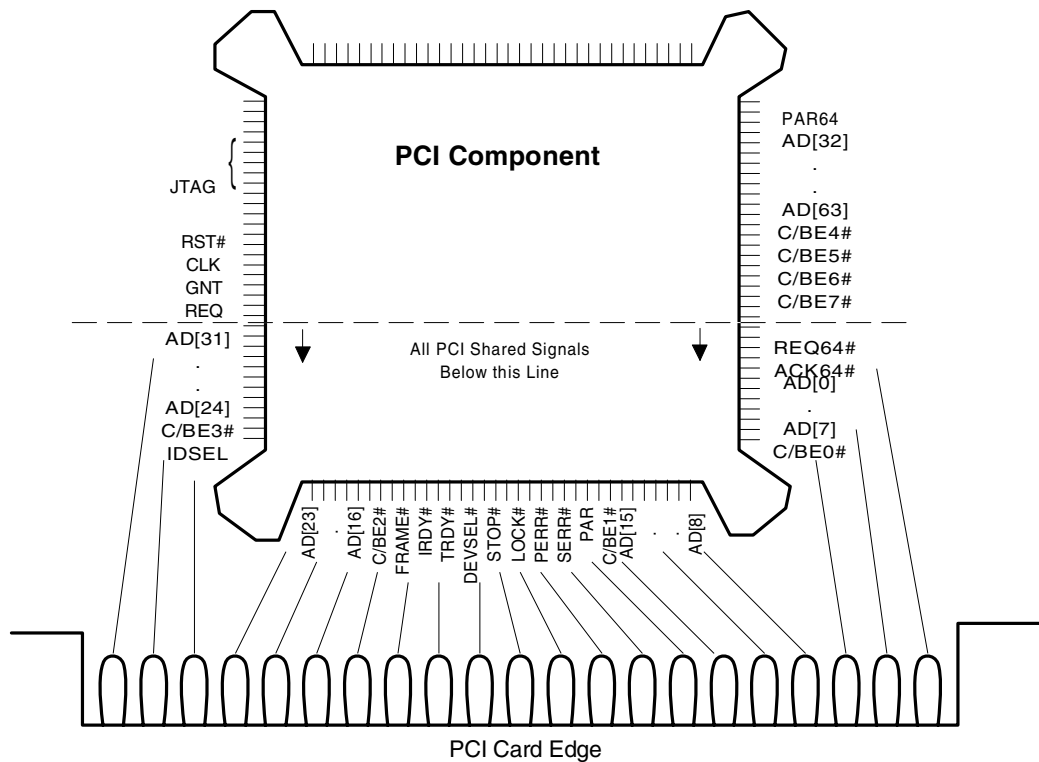 PCI Component
JTAG
RST#
CLK
GNT
REQ
AD[31]
.
.
AD[24]
C/BE3#
IDSEL
All PCI Shared Signals
Below this Line
PAR64
AD[32]
.
.
AD[63]
C/BE4#
C/BE5#
C/BE6#
C/BE7#
REQ64#
ACK64#
AD[0]
.
AD[7]
C/BE0#
AD[23]
.
AD[16]
C/BE2#
FRAME#
IRDY#
TRDY#
DEVSEL#
STOP#
LOCK#
PERR#
SERR#
PAR
C/BE1#
AD[15]
.
.
AD[8]
PCI Card Edge